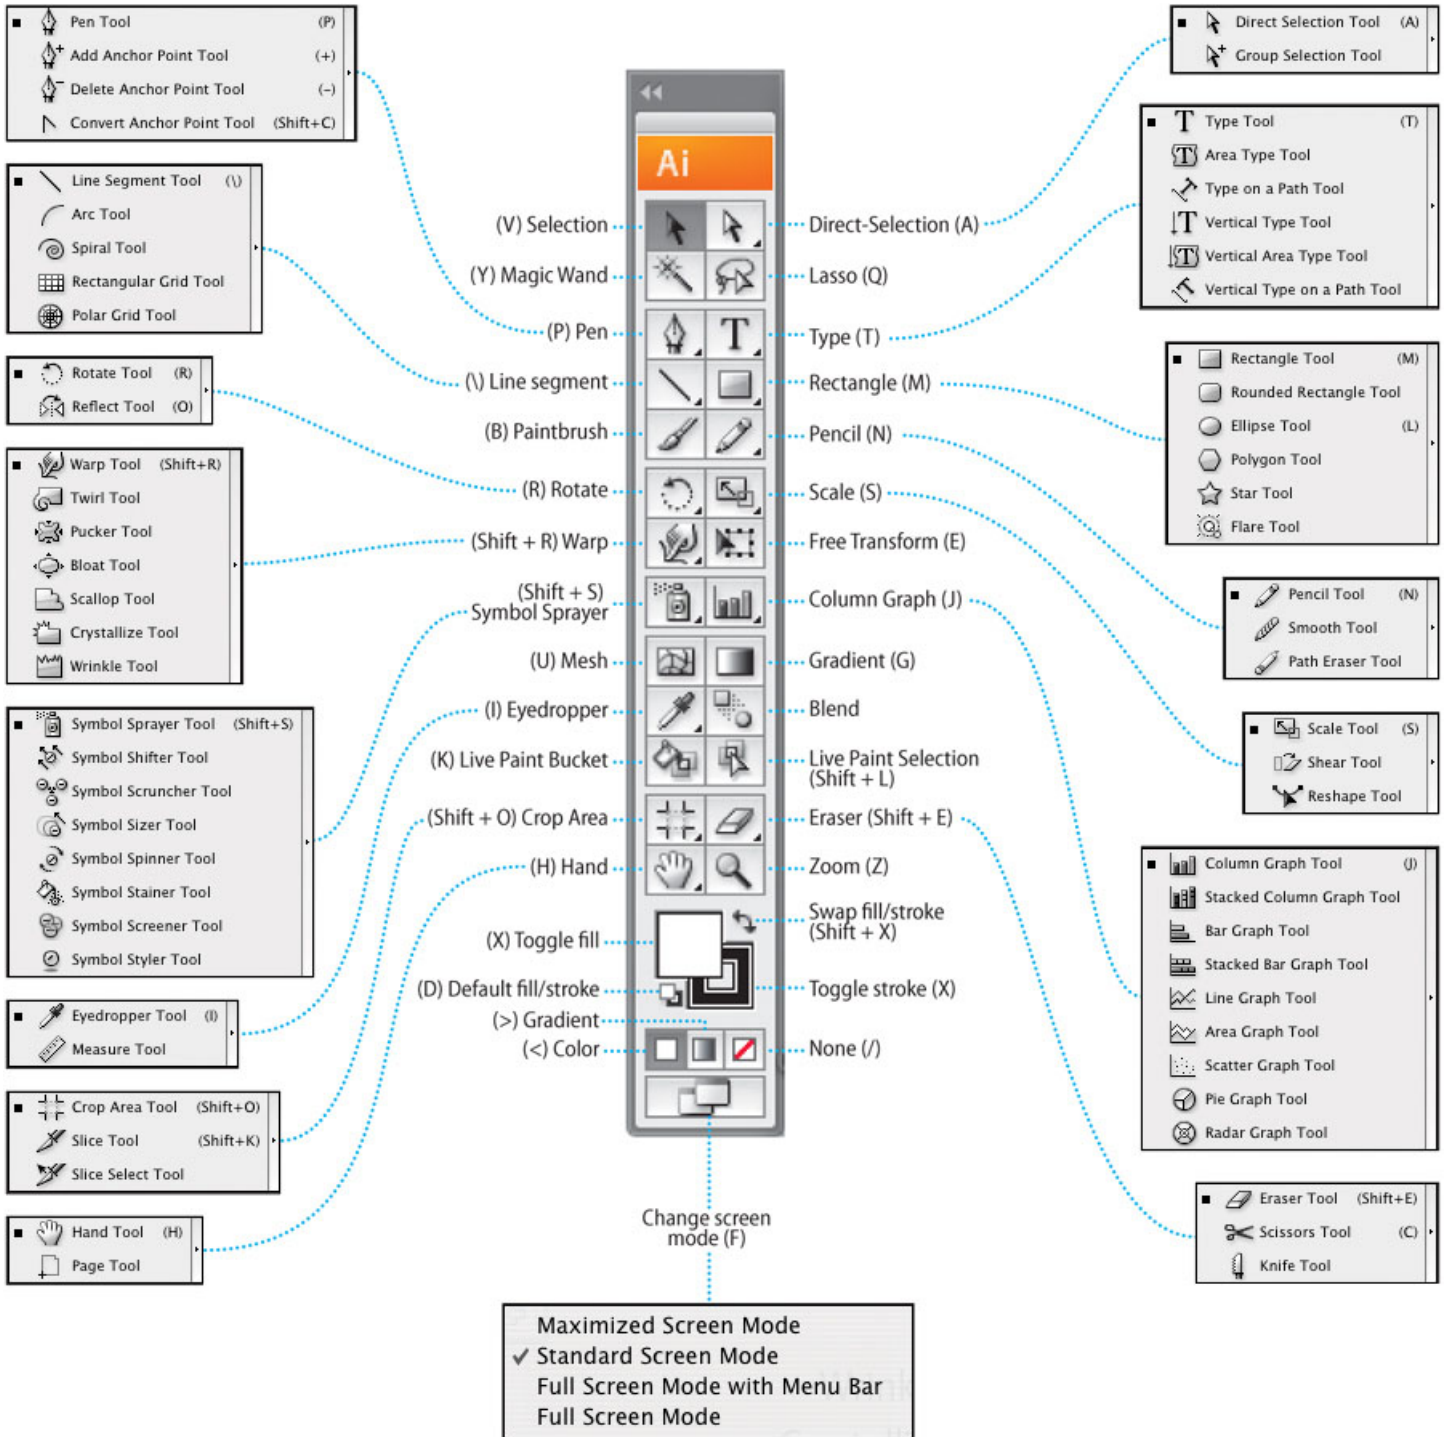 Pen Tool (P)
Add Anchor Point Tool (+)
Delete Anchor Point Tool (−)
Convert Anchor Point Tool (Shift+C)
Line Segment Tool (\)
Arc Tool
Spiral Tool
Rectangular Grid Tool
Polar Grid Tool
Rotate Tool (R)
Reflect Tool (O)
Warp Tool (Shift+R)
Twirl Tool
Pucker Tool
Bloat Tool
Scallop Tool
Crystallize Tool
Wrinkle Tool
Symbol Sprayer Tool (Shift+S)
Symbol Shifter Tool
Symbol Scruncher Tool
Symbol Sizer Tool
Symbol Spinner Tool
Symbol Stainer Tool
Symbol Screener Tool
Symbol Styler Tool
Eyedropper Tool (I)
Measure Tool
Crop Area Tool (Shift+O)
Slice Tool (Shift+K)
Slice Select Tool
Hand Tool (H)
Page Tool
Ai
(V) Selection
(Y) Magic Wand
(P) Pen
(\) Line segment
(B) Paintbrush
(R) Rotate
(Shift + R) Warp
(Shift + S)
Symbol Sprayer
(U) Mesh
(I) Eyedropper
(K) Live Paint Bucket
(Shift + O) Crop Area
(H) Hand
(X) Toggle fill
(D) Default fill/stroke
(>) Gradient
(<) Color
Direct-Selection (A)
Lasso (Q)
Type (T)
Rectangle (M)
Pencil (N)
Scale (S)
Free Transform (E)
Column Graph (J)
Gradient (G)
Blend
Live Paint Selection
(Shift + L)
Eraser (Shift + E)
Zoom (Z)
Swap fill/stroke
(Shift + X)
Toggle stroke (X)
None (/)
Change screen
mode (F)
Maximized Screen Mode
Standard Screen Mode
Full Screen Mode with Menu Bar
Full Screen Mode
Direct Selection Tool (A)
Group Selection Tool
Type Tool (T)
Area Type Tool
Type on a Path Tool
Vertical Type Tool
Vertical Area Type Tool
Vertical Type on a Path Tool
Rectangle Tool (M)
Rounded Rectangle Tool
Ellipse Tool (L)
Polygon Tool
Star Tool
Flare Tool
Pencil Tool (N)
Smooth Tool
Path Eraser Tool
Scale Tool (S)
Shear Tool
Reshape Tool
Column Graph Tool (J)
Stacked Column Graph Tool
Bar Graph Tool
Stacked Bar Graph Tool
Line Graph Tool
Area Graph Tool
Scatter Graph Tool
Pie Graph Tool
Radar Graph Tool
Eraser Tool (Shift+E)
Scissors Tool (C)
Knife Tool